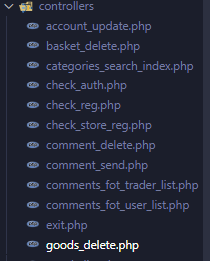 controllers
account_update.php
basket_delete.php
categories_search_index.php
check_auth.php
check_reg.php
check_store_reg.php
comment_delete.php
comment_send.php
comments_fot_trader_list.php
comments_fot_user_list.php
exit.php
goods_delete.php